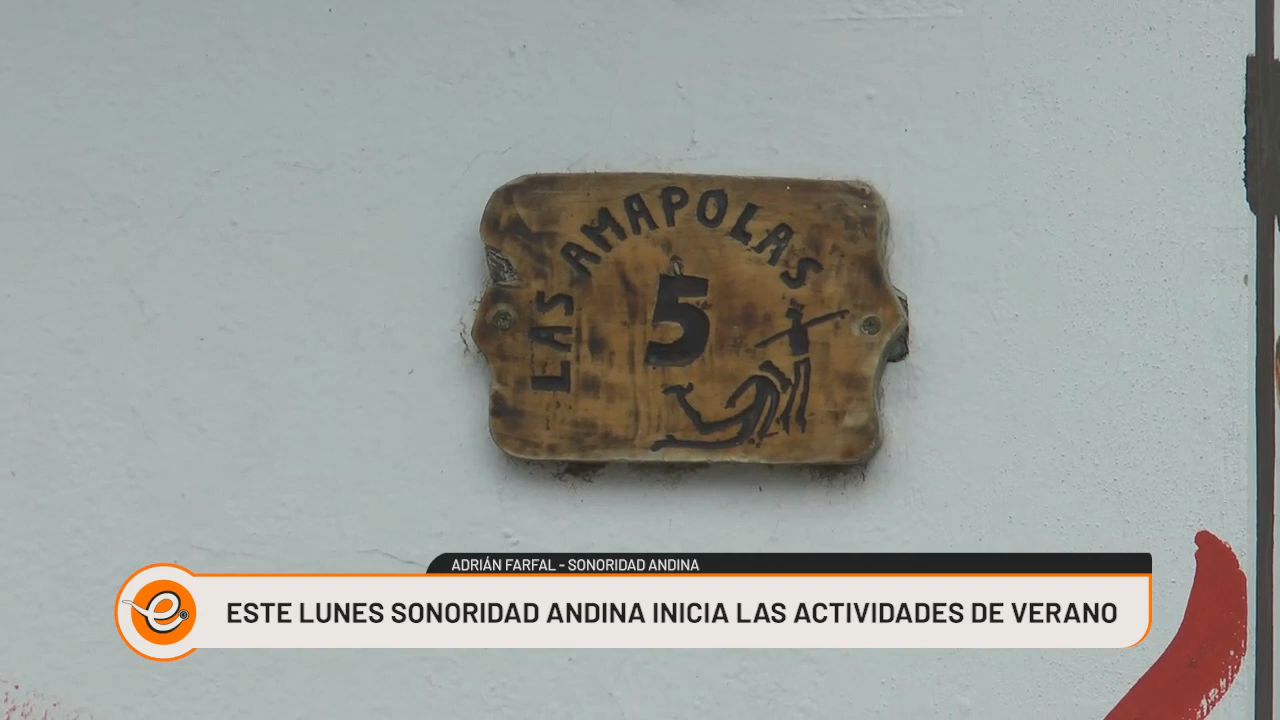 LAS AMAPOLAS
5
ADRIÁN FARFAL - SONORIDAD ANDINA
e
ESTE LUNES SONORIDAD ANDINA INICIA LAS ACTIVIDADES DE VERANO